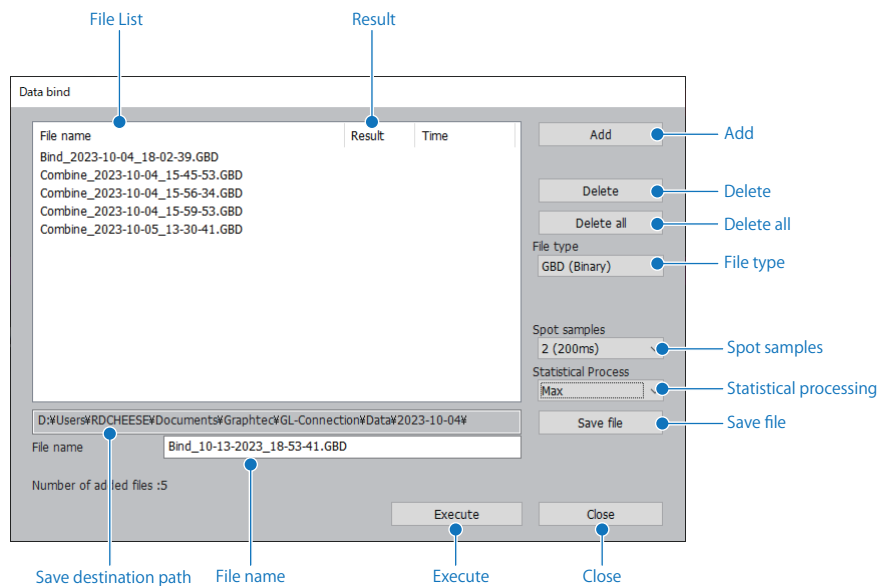 File List
Result
Data bind
File name Result Time
Add
Add
Bind_2023-10-04_18-02-39.GBD
Combine_2023-10-04_15-45-53.GBD
Combine_2023-10-04_15-56-34.GBD
Combine_2023-10-04_15-59-53.GBD
Combine_2023-10-05_13-30-41.GBD
Delete
Delete
Delete all
Delete all
File type
GBD (Binary)
File type
Spot samples
2 (200ms)
Spot samples
Statistical Process
Max
Statistical processing
D:¥Users¥RDCHEESE¥Documents¥Graphtec¥GL-Connection¥Data¥2023-10-04¥
Save file
Save file
File name
Bind_10-13-2023_18-53-41.GBD
Number of added files :5
Execute
Close
Save destination path
File name
Execute
Close